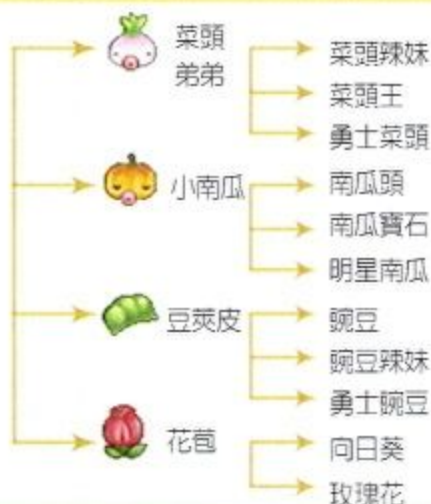 菜頭
弟弟
菜頭辣妹
菜頭王
勇士菜頭
小南瓜
南瓜頭
南瓜寶石
明星南瓜
豆莢皮
豌豆
豌豆辣妹
勇士豌豆
花苞
向日葵
玫瑰花